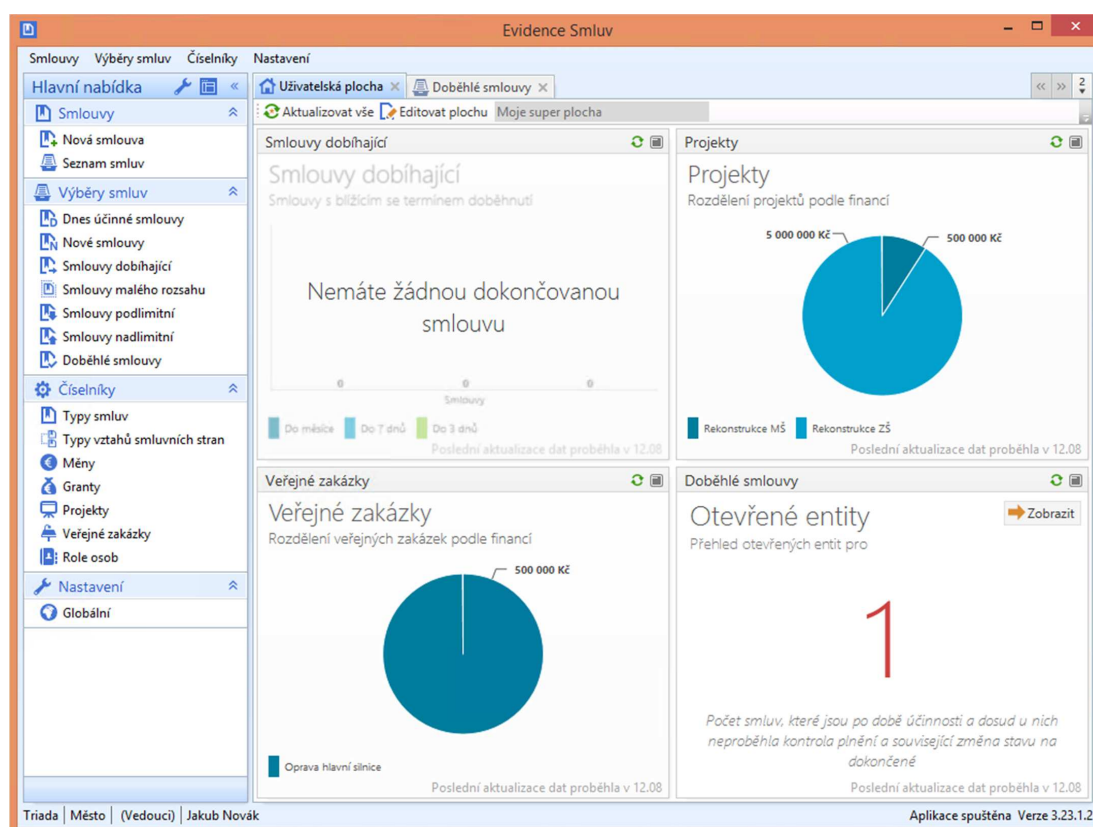 Evidence Smluv
Smlouvy Výběry smluv Číselníky Nastavení
Hlavní nabídka
Smlouvy
Nová smlouva
Seznam smluv
Výběry smluv
Dnes účinné smlouvy
Nové smlouvy
Smlouvy dobíhající
Smlouvy malého rozsahu
Smlouvy podlimitní
Smlouvy nadlimitní
Doběhlé smlouvy
Číselníky
Typy smluv
Typy vztahů smluvních stran
Měny
Granty
Projekty
Veřejné zakázky
Role osob
Nastavení
Globální
Uživatelská plocha Doběhlé smlouvy
2
Aktualizovat vše Editovat plochu Moje super plocha
Smlouvy dobíhající
Smlouvy dobíhající
Smlouvy s blížícím se termínem doběhnutí
Nemáte žádnou dokončovanou
smlouvu
0 0 0
Smlouvy
Do měsíce Do 7 dnů Do 3 dnů
Poslední aktualizace dat proběhla v 12.08
Projekty
Projekty
Rozdělení projektů podle financí
5 000 000 Kč 500 000 Kč
Rekonstrukce MŠ Rekonstrukce ZŠ
Poslední aktualizace dat proběhla v 12.08
Veřejné zakázky
Veřejné zakázky
Rozdělení veřejných zakázek podle financí
500 000 Kč
Oprava hlavní silnice
Poslední aktualizace dat proběhla v 12.08
Doběhlé smlouvy
Otevřené entity
Zobrazit
Přehled otevřených entit pro
1
Počet smluv, které jsou po době účinnosti a dosud u nich
neproběhla kontrola plnění a související změna stavu na
dokončené
Poslední aktualizace dat proběhla v 12.08
Triada Město (Vedoucí) Jakub Novák
Aplikace spuštěna Verze 3.23.1.2